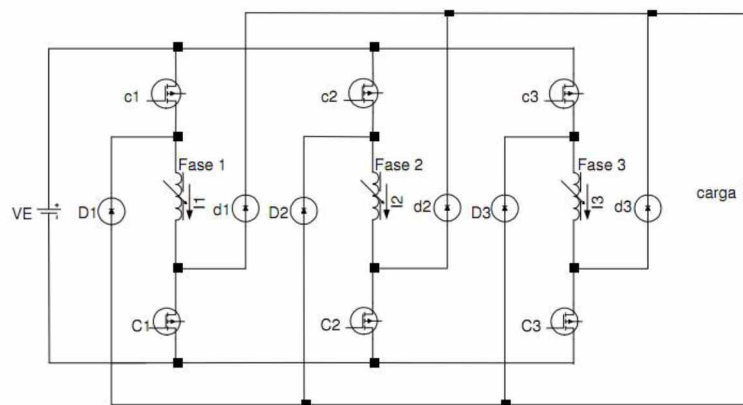 c1
c2
c3
Fase 1
Fase 2
Fase 3
VE
D1
I1
d1
D2
I2
d2
D3
I3
d3
carga
C1
C2
C3